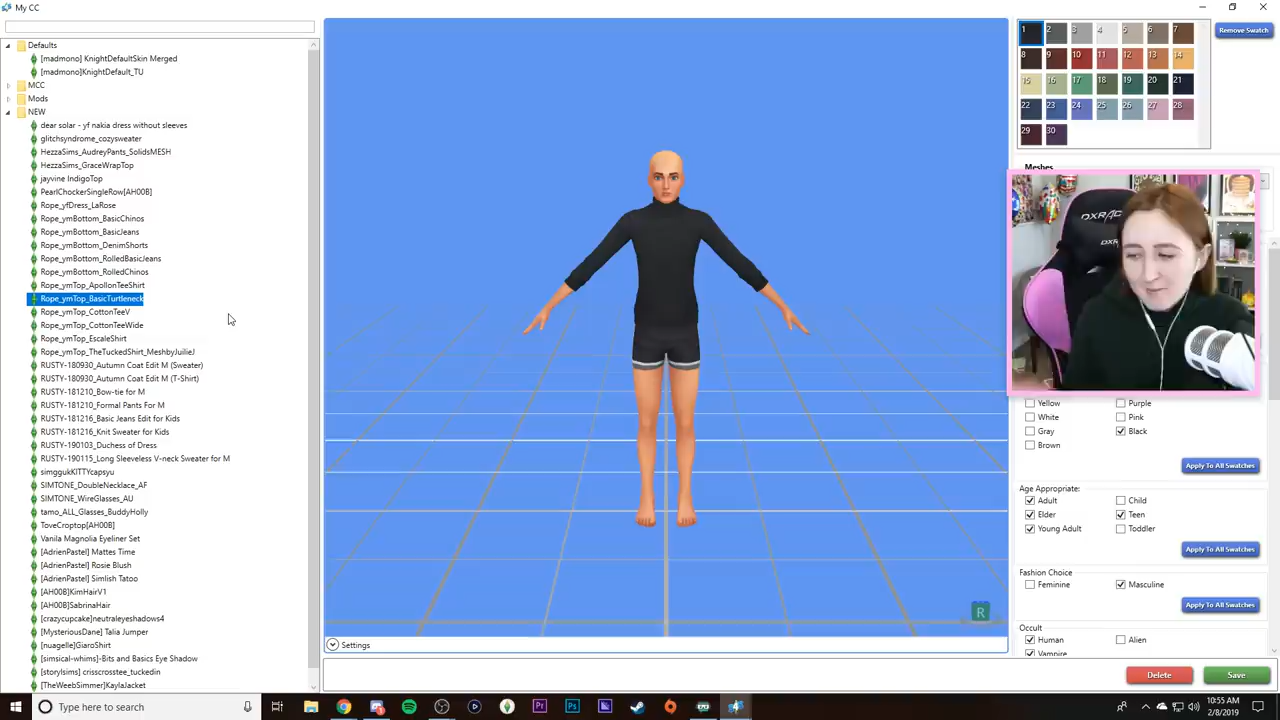 My CC
Defaults
[madmono] KnightDefaultSkin Merged
[madmono]KnightDefault_TU
MCC
Mods
NEW
dear solar - yf nakia dress without sleeves
glitchsyndrome_cozysweater
HezzaSims_AudreyPants_SolidsMESH
HezzaSims_GraceWrapTop
jayvine IndigoTop
PearlChockerSingleRow[AH00B]
Rope_yfDress_LaRose
Rope_ymBottom_BasicChinos
Rope_ymBottom_BasicJeans
Rope_ymBottom_DenimShorts
Rope_ymBottom_RolledBasicJeans
Rope_ymBottom_RolledChinos
Rope_ymTop_ApollonTeeShirt
Rope_ymTop_BasicTurtleneck
Rope_ymTop_CottonTeeV
Rope_ymTop_CottonTeeWide
Rope_ymTop_EscaleShirt
Rope_ymTop_TheTuckedShirt_MeshbyJuilieJ
RUSTY-180930_Autumn Coat Edit M (Sweater)
RUSTY-180930_Autumn Coat Edit M (T-Shirt)
RUSTY-181210_Bow-tie for M
RUSTY-181210_Formal Pants For M
RUSTY-181216_Basic Jeans Edit for Kids
RUSTY-181216_Knit Sweater for Kids
RUSTY-190103_Duchess of Dress
RUSTY-190115_Long Sleeveless V-neck Sweater for M
simggukKITTYcapsyu
SIMTONE_DoubleNecklace_AF
SIMTONE_WireGlasses_AU
tamo_ALL_Glasses_BuddyHolly
ToveCroptop[AH00B]
Vanila Magnolia Eyeliner Set
[AdrienPastel] Mattes Time
[AdrienPastel] Rosie Blush
[AdrienPastel] Simlish Tatoo
[AH00B]KimHairV1
[AH00B]SabrinaHair
[crazycupcake]neutraleyeshadows4
[MysteriousDane] Talia Jumper
[nuagelle]GiaroShirt
[simsical-whims]-Bits and Basics Eye Shadow
[storylsims] crisscrosstee_tuckedin
[TheWeebSimmer]KaylaJacket
R
Settings
1 2 3 4 5 6 7
8 9 10 11 12 13 14
15 16 17 18 19 20 21
22 23 24 25 26 27 28
29 30
Remove Swatch
Meshes
DXRACER
Yellow Purple
White Pink
Gray Black
Brown
Apply To All Swatches
Age Appropriate:
Adult Child
Elder Teen
Young Adult Toddler
Apply To All Swatches
Fashion Choice
Feminine Masculine
Apply To All Swatches
Occult
Human Alien
Vampire
Delete Save
Type here to search
10:55 AM
2/8/2019